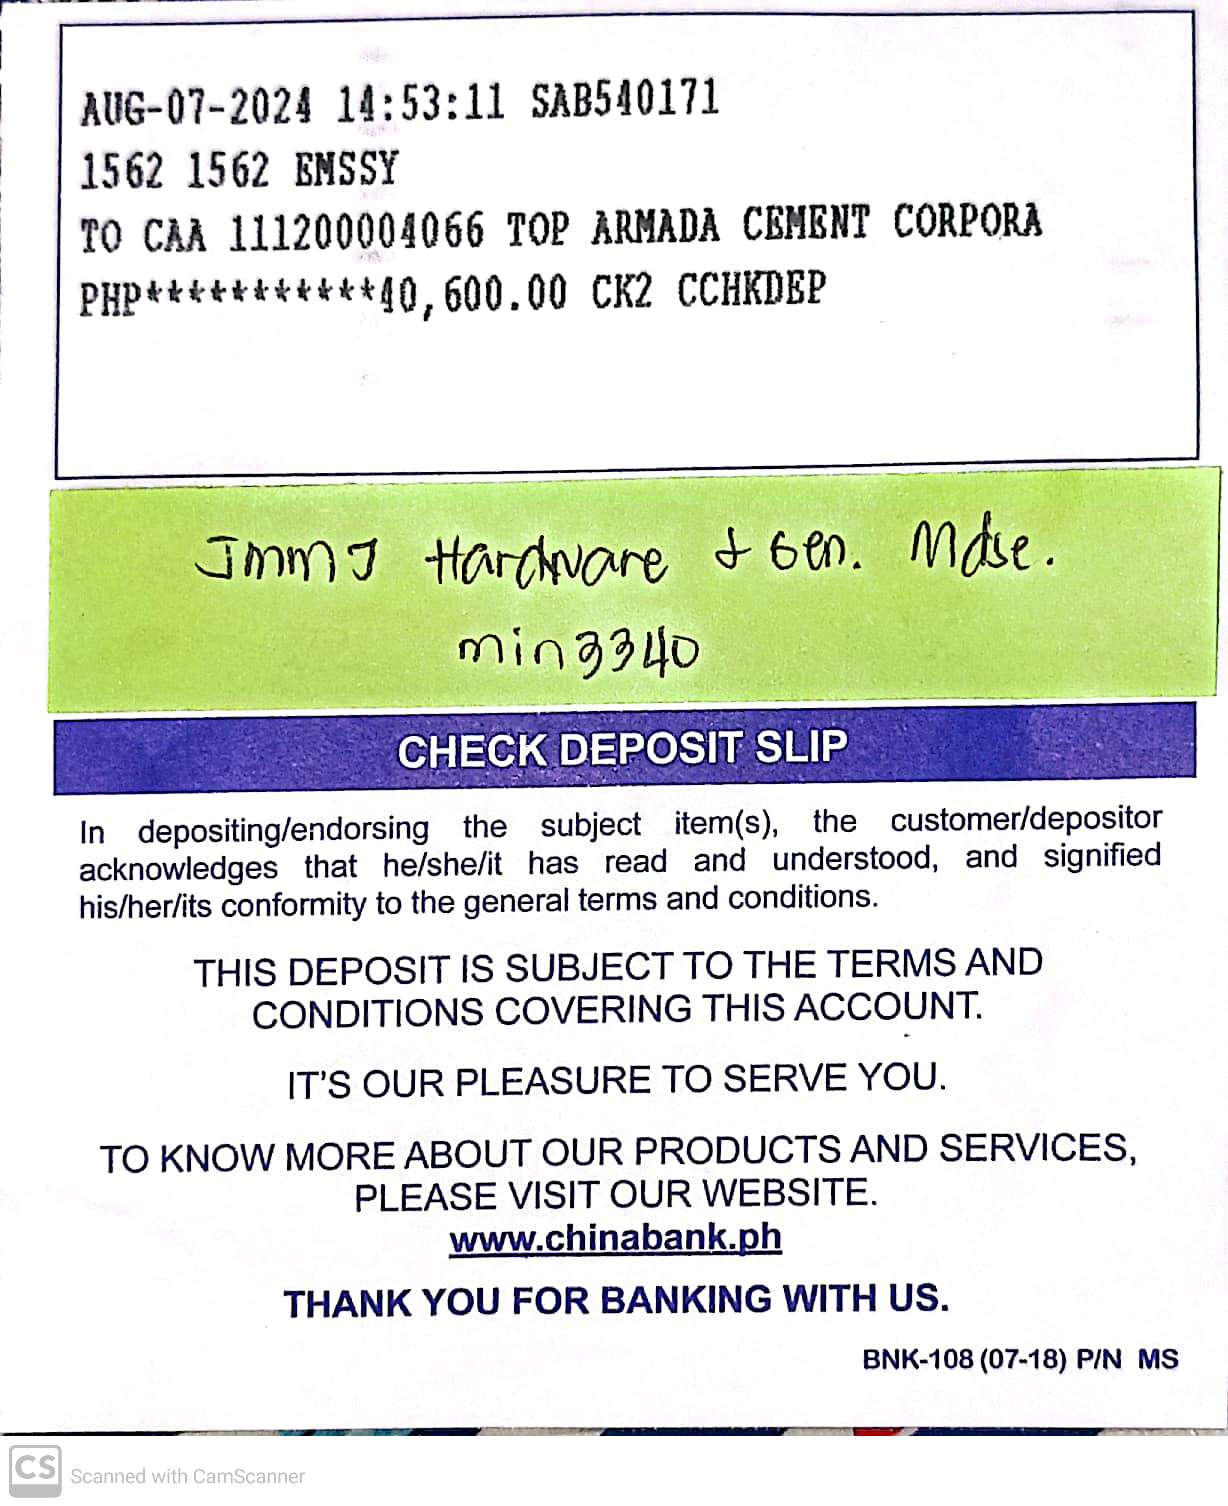 AUG-07-2024 14:53:11 SAB540171
1562 1562 EMSSY
TO CAA 111200004066 TOP ARMADA CEMENT CORPORA
PHP***********40,600.00 CK2 CCHKDEP
Jmmj Hardware & Gen. Mdse.
min3340
CHECK DEPOSIT SLIP
In depositing/endorsing the subject item(s), the customer/depositor
acknowledges that he/she/it has read and understood, and signified
his/her/its conformity to the general terms and conditions.
THIS DEPOSIT IS SUBJECT TO THE TERMS AND
CONDITIONS COVERING THIS ACCOUNT.
IT'S OUR PLEASURE TO SERVE YOU.
TO KNOW MORE ABOUT OUR PRODUCTS AND SERVICES,
PLEASE VISIT OUR WEBSITE.
www.chinabank.ph
THANK YOU FOR BANKING WITH US.
BNK-108 (07-18) P/N MS
CS Scanned with CamScanner